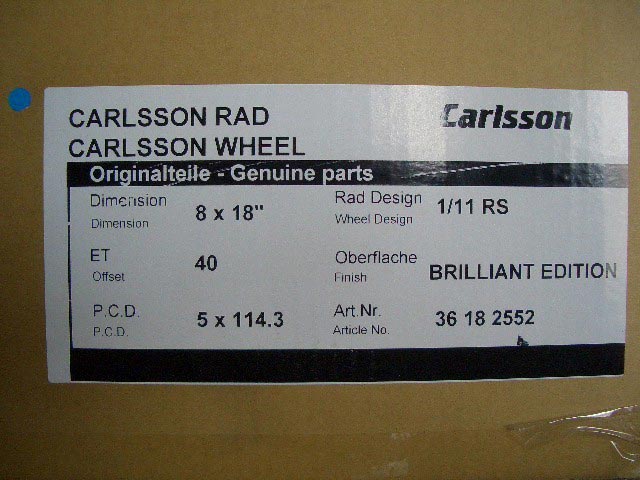 CARLSSON RAD
CARLSSON WHEEL
Carlsson
Originalteile - Genuine parts
Dimension 8 x 18" Rad Design 1/11 RS
Dimension Wheel Design
ET 40 Oberflache BRILLIANT EDITION
Offset Finish
P.C.D. 5 x 114.3 Art.Nr. 36 18 2552
P.C.D. Article No.